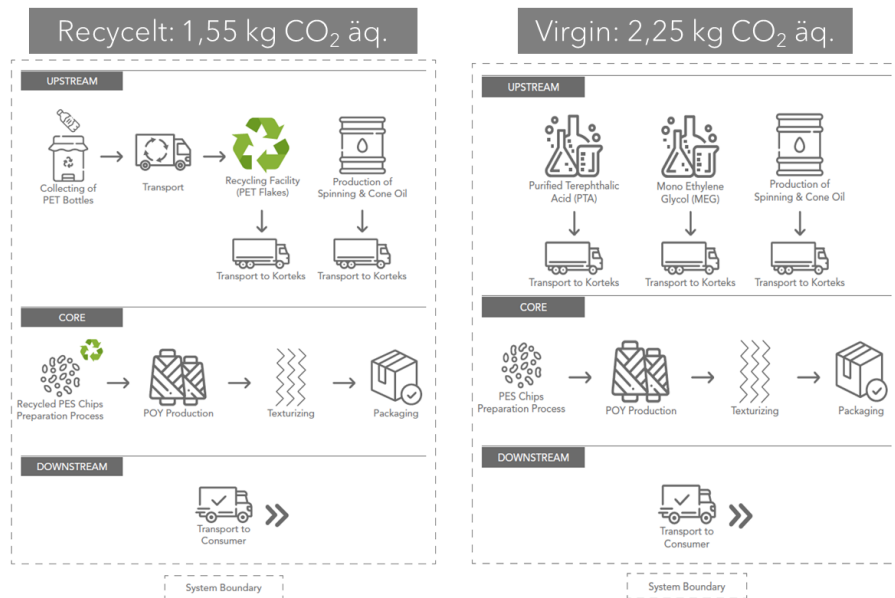 Recycelt: 1,55 kg CO₂ äq.
UPSTREAM
Collecting of
PET Bottles
Transport
Recycling Facility
(PET Flakes)
Production of
Spinning & Cone Oil
Transport to Korteks
Transport to Korteks
CORE
Recycled PES Chips
Preparation Process
POY Production
Texturizing
Packaging
DOWNSTREAM
Transport to
Consumer
System Boundary
Virgin: 2,25 kg CO₂ äq.
UPSTREAM
Purified Terephthalic
Acid (PTA)
Mono Ethylene
Glycol (MEG)
Production of
Spinning & Cone Oil
Transport to Korteks
Transport to Korteks
Transport to Korteks
CORE
PES Chips
Preparation Process
POY Production
Texturizing
Packaging
DOWNSTREAM
Transport to
Consumer
System Boundary